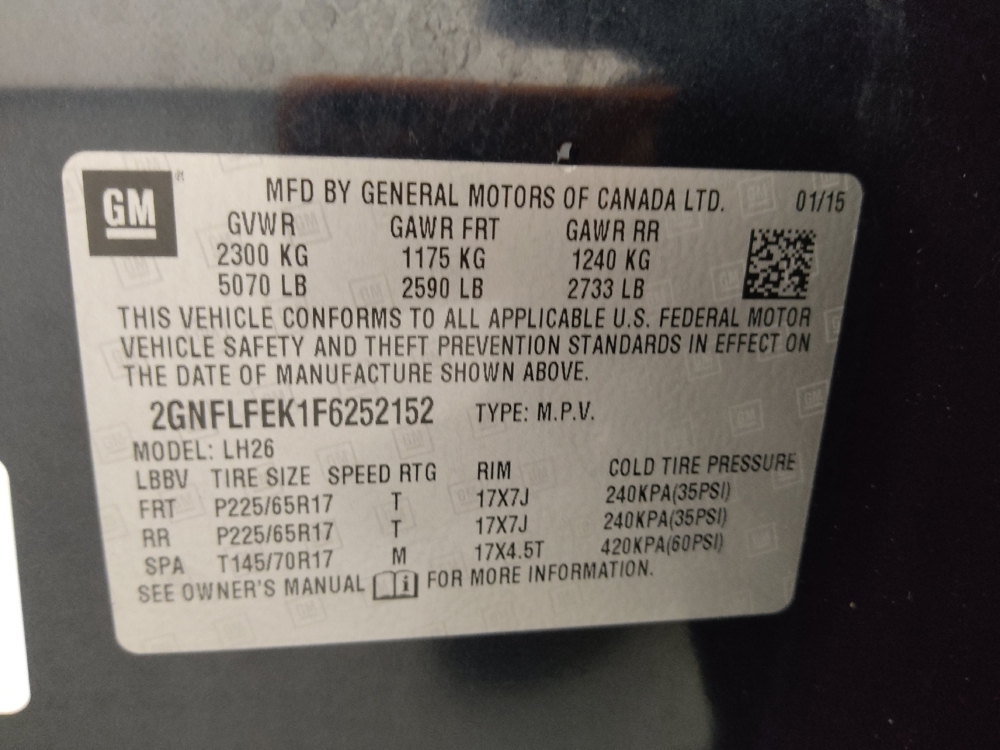 GM
MFD BY GENERAL MOTORS OF CANADA LTD. 01/15
GVWR GAWR FRT GAWR RR
2300 KG 1175 KG 1240 KG
5070 LB 2590 LB 2733 LB
THIS VEHICLE CONFORMS TO ALL APPLICABLE U.S. FEDERAL MOTOR
VEHICLE SAFETY AND THEFT PREVENTION STANDARDS IN EFFECT ON
THE DATE OF MANUFACTURE SHOWN ABOVE.
2GNFLFEK1F6252152 TYPE: M.P.V.
MODEL: LH26
LBBV TIRE SIZE SPEED RTG RIM COLD TIRE PRESSURE
FRT P225/65R17 T 17X7J 240KPA(35PSI)
RR P225/65R17 T 17X7J 240KPA(35PSI)
SPA T145/70R17 M 17X4.5T 420KPA(60PSI)
SEE OWNER'S MANUAL i FOR MORE INFORMATION.